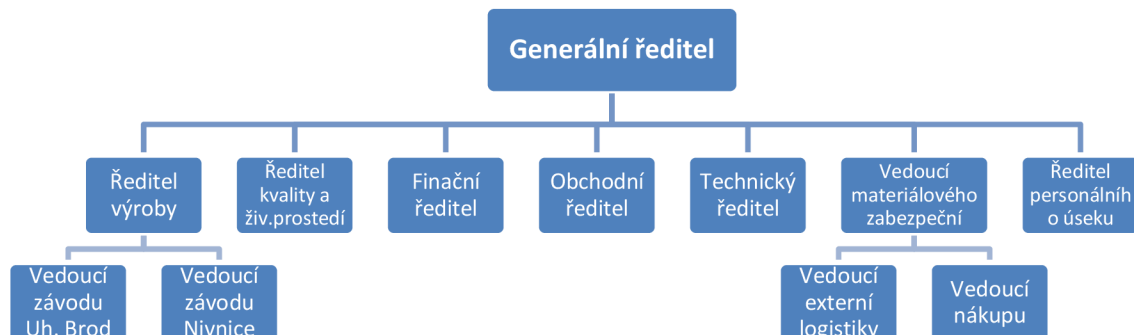 Generální ředitel
Ředitel
výroby
Ředitel
kvality a
živ.prostedí
Finační
ředitel
Obchodní
ředitel
Technický
ředitel
Vedoucí
materiálového
zabezpeční
Ředitel
personálníh
o úseku
Vedoucí
závodu
Uh. Brod
Vedoucí
závodu
Nivnice
Vedoucí
externí
logistiky
Vedoucí
nákupu